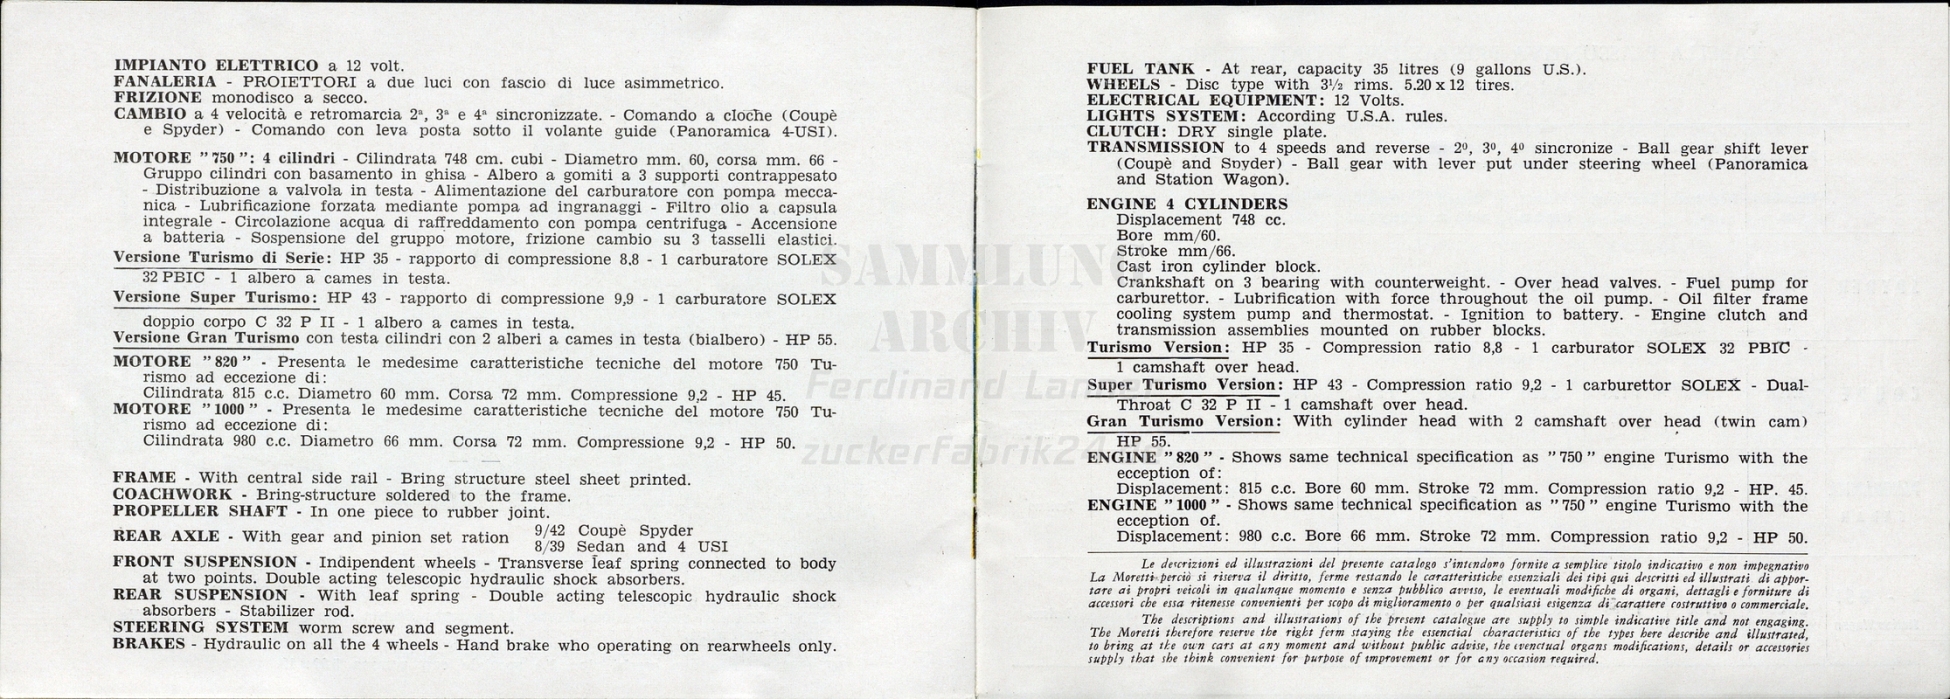 IMPIANTO ELETTRICO a 12 volt.
FANALERIA - PROIETTORI a due luci con fascio di luce asimmetrico.
FRIZIONE monodisco a secco.
CAMBIO a 4 velocità e retromarcia 2ª, 3ª e 4ª sincronizzate. - Comando a cloche (Coupè
e Spyder) - Comando con leva posta sotto il volante guide (Panoramica 4-USI).
MOTORE "750": 4 cilindri - Cilindrata 748 cm. cubi - Diametro mm. 60, corsa mm. 66 -
Gruppo cilindri con basamento in ghisa - Albero a gomiti a 3 supporti contrappesato
- Distribuzione a valvola in testa - Alimentazione del carburatore con pompa mecca-
nica - Lubrificazione forzata mediante pompa ad ingranaggi - Filtro olio a capsula
integrale - Circolazione acqua di raffreddamento con pompa centrifuga - Accensione
a batteria - Sospensione del gruppo motore, frizione cambio su 3 tasselli elastici.
Versione Turismo di Serie: HP 35 - rapporto di compressione 8,8 - 1 carburatore SOLEX
32 PBIC - 1 albero a cames in testa.
Versione Super Turismo: HP 43 - rapporto di compressione 9,9 - 1 carburatore SOLEX
doppio corpo C 32 P II - 1 albero a cames in testa.
Versione Gran Turismo con testa cilindri con 2 alberi a cames in testa (bialbero) - HP 55.
MOTORE "820" - Presenta le medesime caratteristiche tecniche del motore 750 Tu-
rismo ad eccezione di:
Cilindrata 815 c.c. Diametro 60 mm. Corsa 72 mm. Compressione 9,2 - HP 45.
MOTORE "1000" - Presenta le medesime caratteristiche tecniche del motore 750 Tu-
rismo ad eccezione di:
Cilindrata 980 c.c. Diametro 66 mm. Corsa 72 mm. Compressione 9,2 - HP 50.
FRAME - With central side rail - Bring structure steel sheet printed.
COACHWORK - Bring-structure soldered to the frame.
PROPELLER SHAFT - In one piece to rubber joint.
REAR AXLE - With gear and pinion set ration 9/42 Coupè Spyder
8/39 Sedan and 4 USI
FRONT SUSPENSION - Indipendent wheels - Transverse leaf spring connected to body
at two points. Double acting telescopic hydraulic shock absorbers.
REAR SUSPENSION - With leaf spring - Double acting telescopic hydraulic shock
absorbers - Stabilizer rod.
STEERING SYSTEM worm screw and segment.
BRAKES - Hydraulic on all the 4 wheels - Hand brake who operating on rearwheels only.
FUEL TANK - At rear, capacity 35 litres (9 gallons U.S.).
WHEELS - Disc type with 3½ rims. 5.20 x 12 tires.
ELECTRICAL EQUIPMENT: 12 Volts.
LIGHTS SYSTEM: According U.S.A. rules.
CLUTCH: DRY single plate.
TRANSMISSION to 4 speeds and reverse - 2º, 3º, 4º sincronize - Ball gear shift lever
(Coupè and Spyder) - Ball gear with lever put under steering wheel (Panoramica
and Station Wagon).
ENGINE 4 CYLINDERS
Displacement 748 cc.
Bore mm/60.
Stroke mm/66.
Cast iron cylinder block.
Crankshaft on 3 bearing with counterweight. - Over head valves. - Fuel pump for
carburettor. - Lubrification with force throughout the oil pump. - Oil filter frame
cooling system pump and thermostat. - Ignition to battery. - Engine clutch and
transmission assemblies mounted on rubber blocks.
Turismo Version: HP 35 - Compression ratio 8,8 - 1 carburator SOLEX 32 PBIC -
1 camshaft over head.
Super Turismo Version: HP 43 - Compression ratio 9,2 - 1 carburettor SOLEX - Dual-
Throat C 32 P II - 1 camshaft over head.
Gran Turismo Version: With cylinder head with 2 camshaft over head (twin cam)
HP 55.
ENGINE "820" - Shows same technical specification as "750" engine Turismo with the
ecception of:
Displacement: 815 c.c. Bore 60 mm. Stroke 72 mm. Compression ratio 9,2 - HP. 45.
ENGINE "1000" - Shows same technical specification as "750" engine Turismo with the
ecception of.
Displacement: 980 c.c. Bore 66 mm. Stroke 72 mm. Compression ratio 9,2 - HP 50.
Le descrizioni ed illustrazioni del presente catalogo s'intendono fornite a semplice titolo indicativo e non impegnativo
La Moretti perciò si riserva il diritto, ferme restando le caratteristiche essenziali dei tipi qui descritti ed illustrati, di appor-
tare ai propri veicoli in qualunque momento e senza pubblico avviso, le eventuali modifiche di organi, dettagli e forniture di
accessori che essa ritenesse convenienti per scopo di miglioramento o per qualsiasi esigenza di carattere costruttivo o commerciale.
The descriptions and illustrations of the present catalogue are supply to simple indicative title and not engaging.
The Moretti therefore reserve the right ferm staying the essencial characteristics of the types here describe and illustrated,
to bring at the own cars at any moment and without public advise, the evenctual organs modifications, details or accessories
supply that she think convenient for purpose of improvement or for any occasion required.
SAMMLUNG
ARCHIV
Ferdinand
zuckerfabrik24